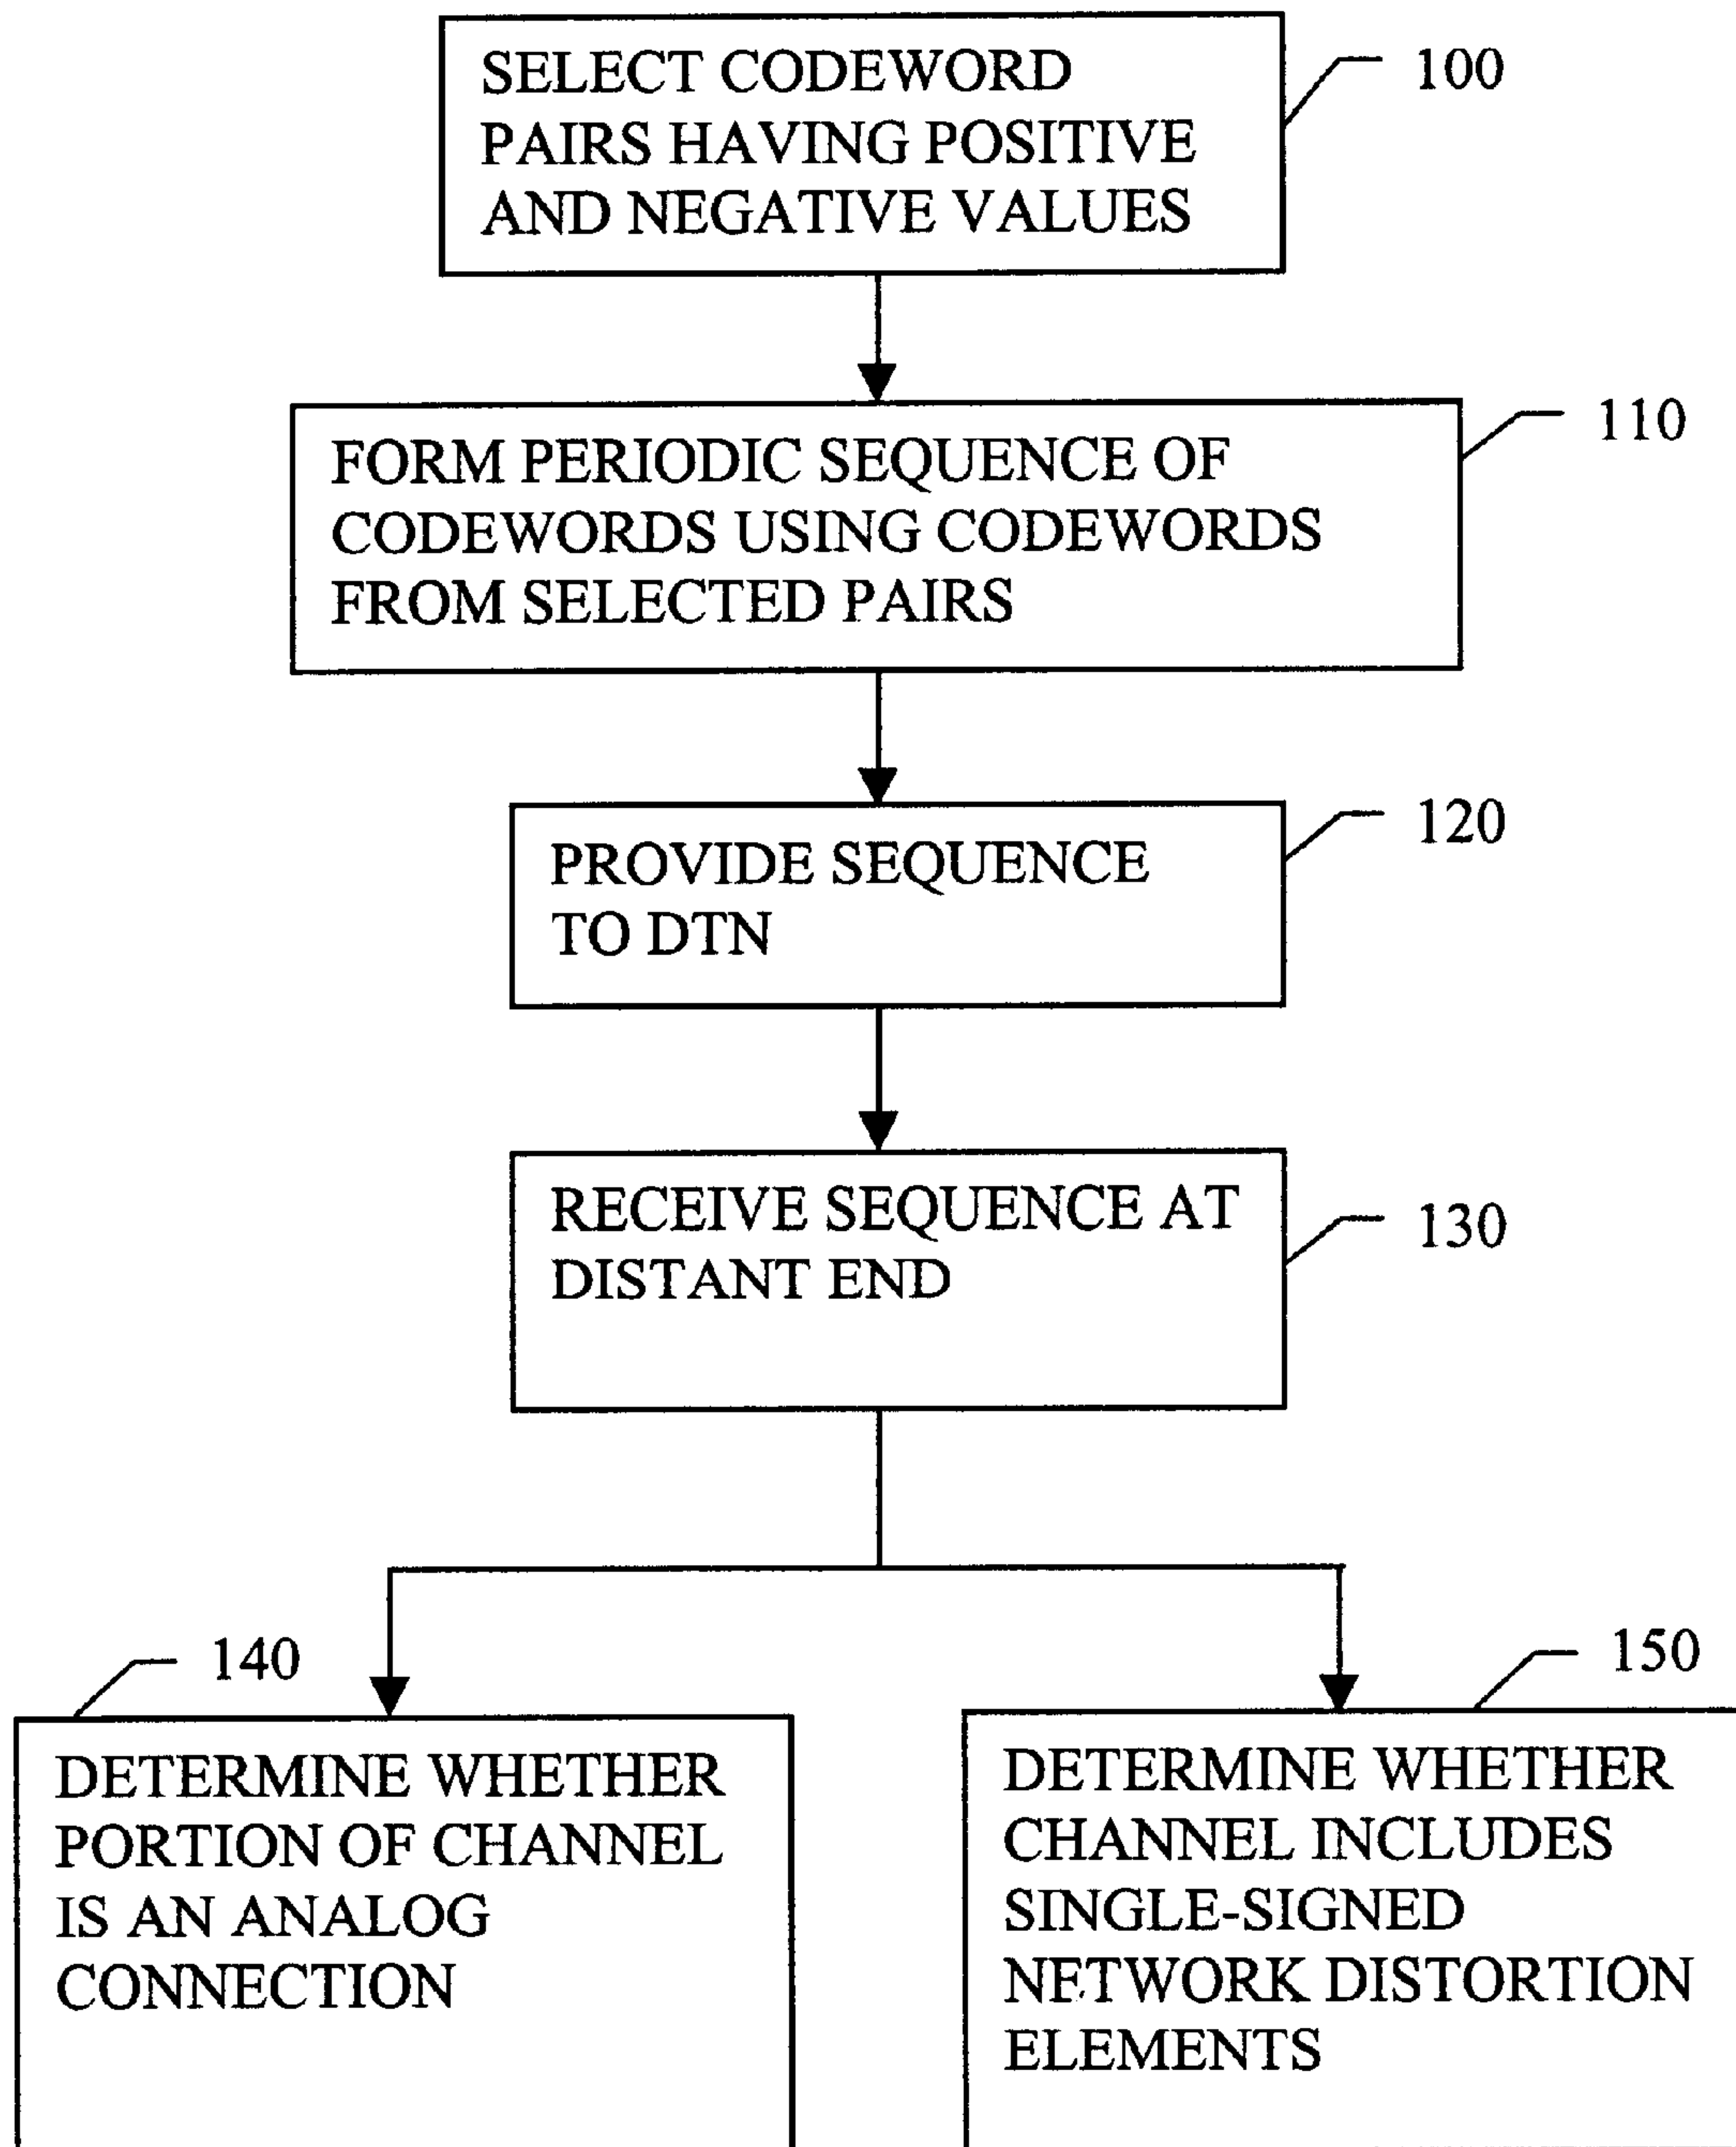 SELECT CODEWORD
PAIRS HAVING POSITIVE
AND NEGATIVE VALUES
100
FORM PERIODIC SEQUENCE OF
CODEWORDS USING CODEWORDS
FROM SELECTED PAIRS
110
PROVIDE SEQUENCE
TO DTN
120
RECEIVE SEQUENCE AT
DISTANT END
130
140
DETERMINE WHETHER
PORTION OF CHANNEL
IS AN ANALOG
CONNECTION
150
DETERMINE WHETHER
CHANNEL INCLUDES
SINGLE-SIGNED
NETWORK DISTORTION
ELEMENTS